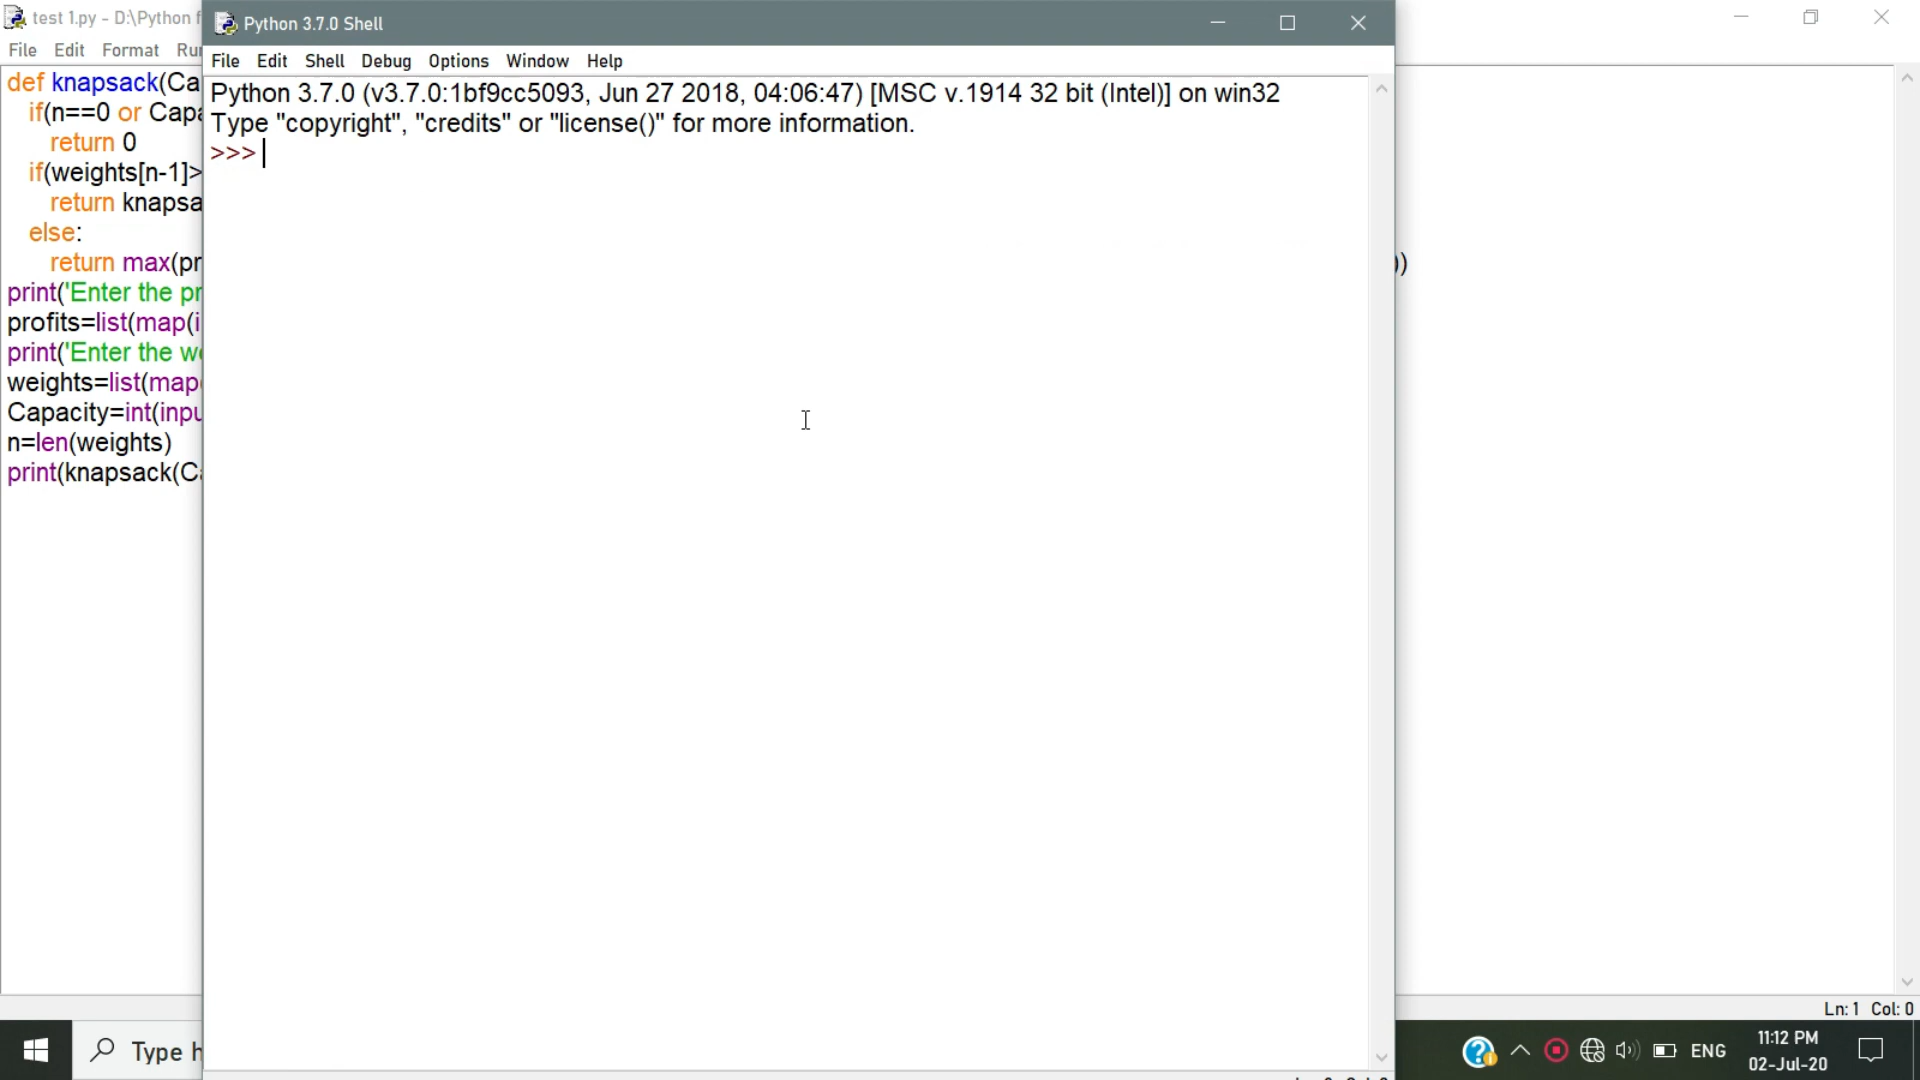 test 1.py - D:\Python f
File Edit Format Ru
def knapsack(Ca
if(n==0 or Capa
return 0
if(weights[n-1]>
return knapsa
else:
return max(pr
))
print('Enter the pr
profits=list(map(i
print('Enter the we
weights=list(map(
Capacity=int(inpu
n=len(weights)
print(knapsack(Ca
Python 3.7.0 Shell
File Edit Shell Debug Options Window Help
Python 3.7.0 (v3.7.0:1bf9cc5093, Jun 27 2018, 04:06:47) [MSC v.1914 32 bit (Intel)] on win32
Type "copyright", "credits" or "license()" for more information.
>>>
Ln: 1 Col: 0
Type h
ENG
11:12 PM
02-Jul-20